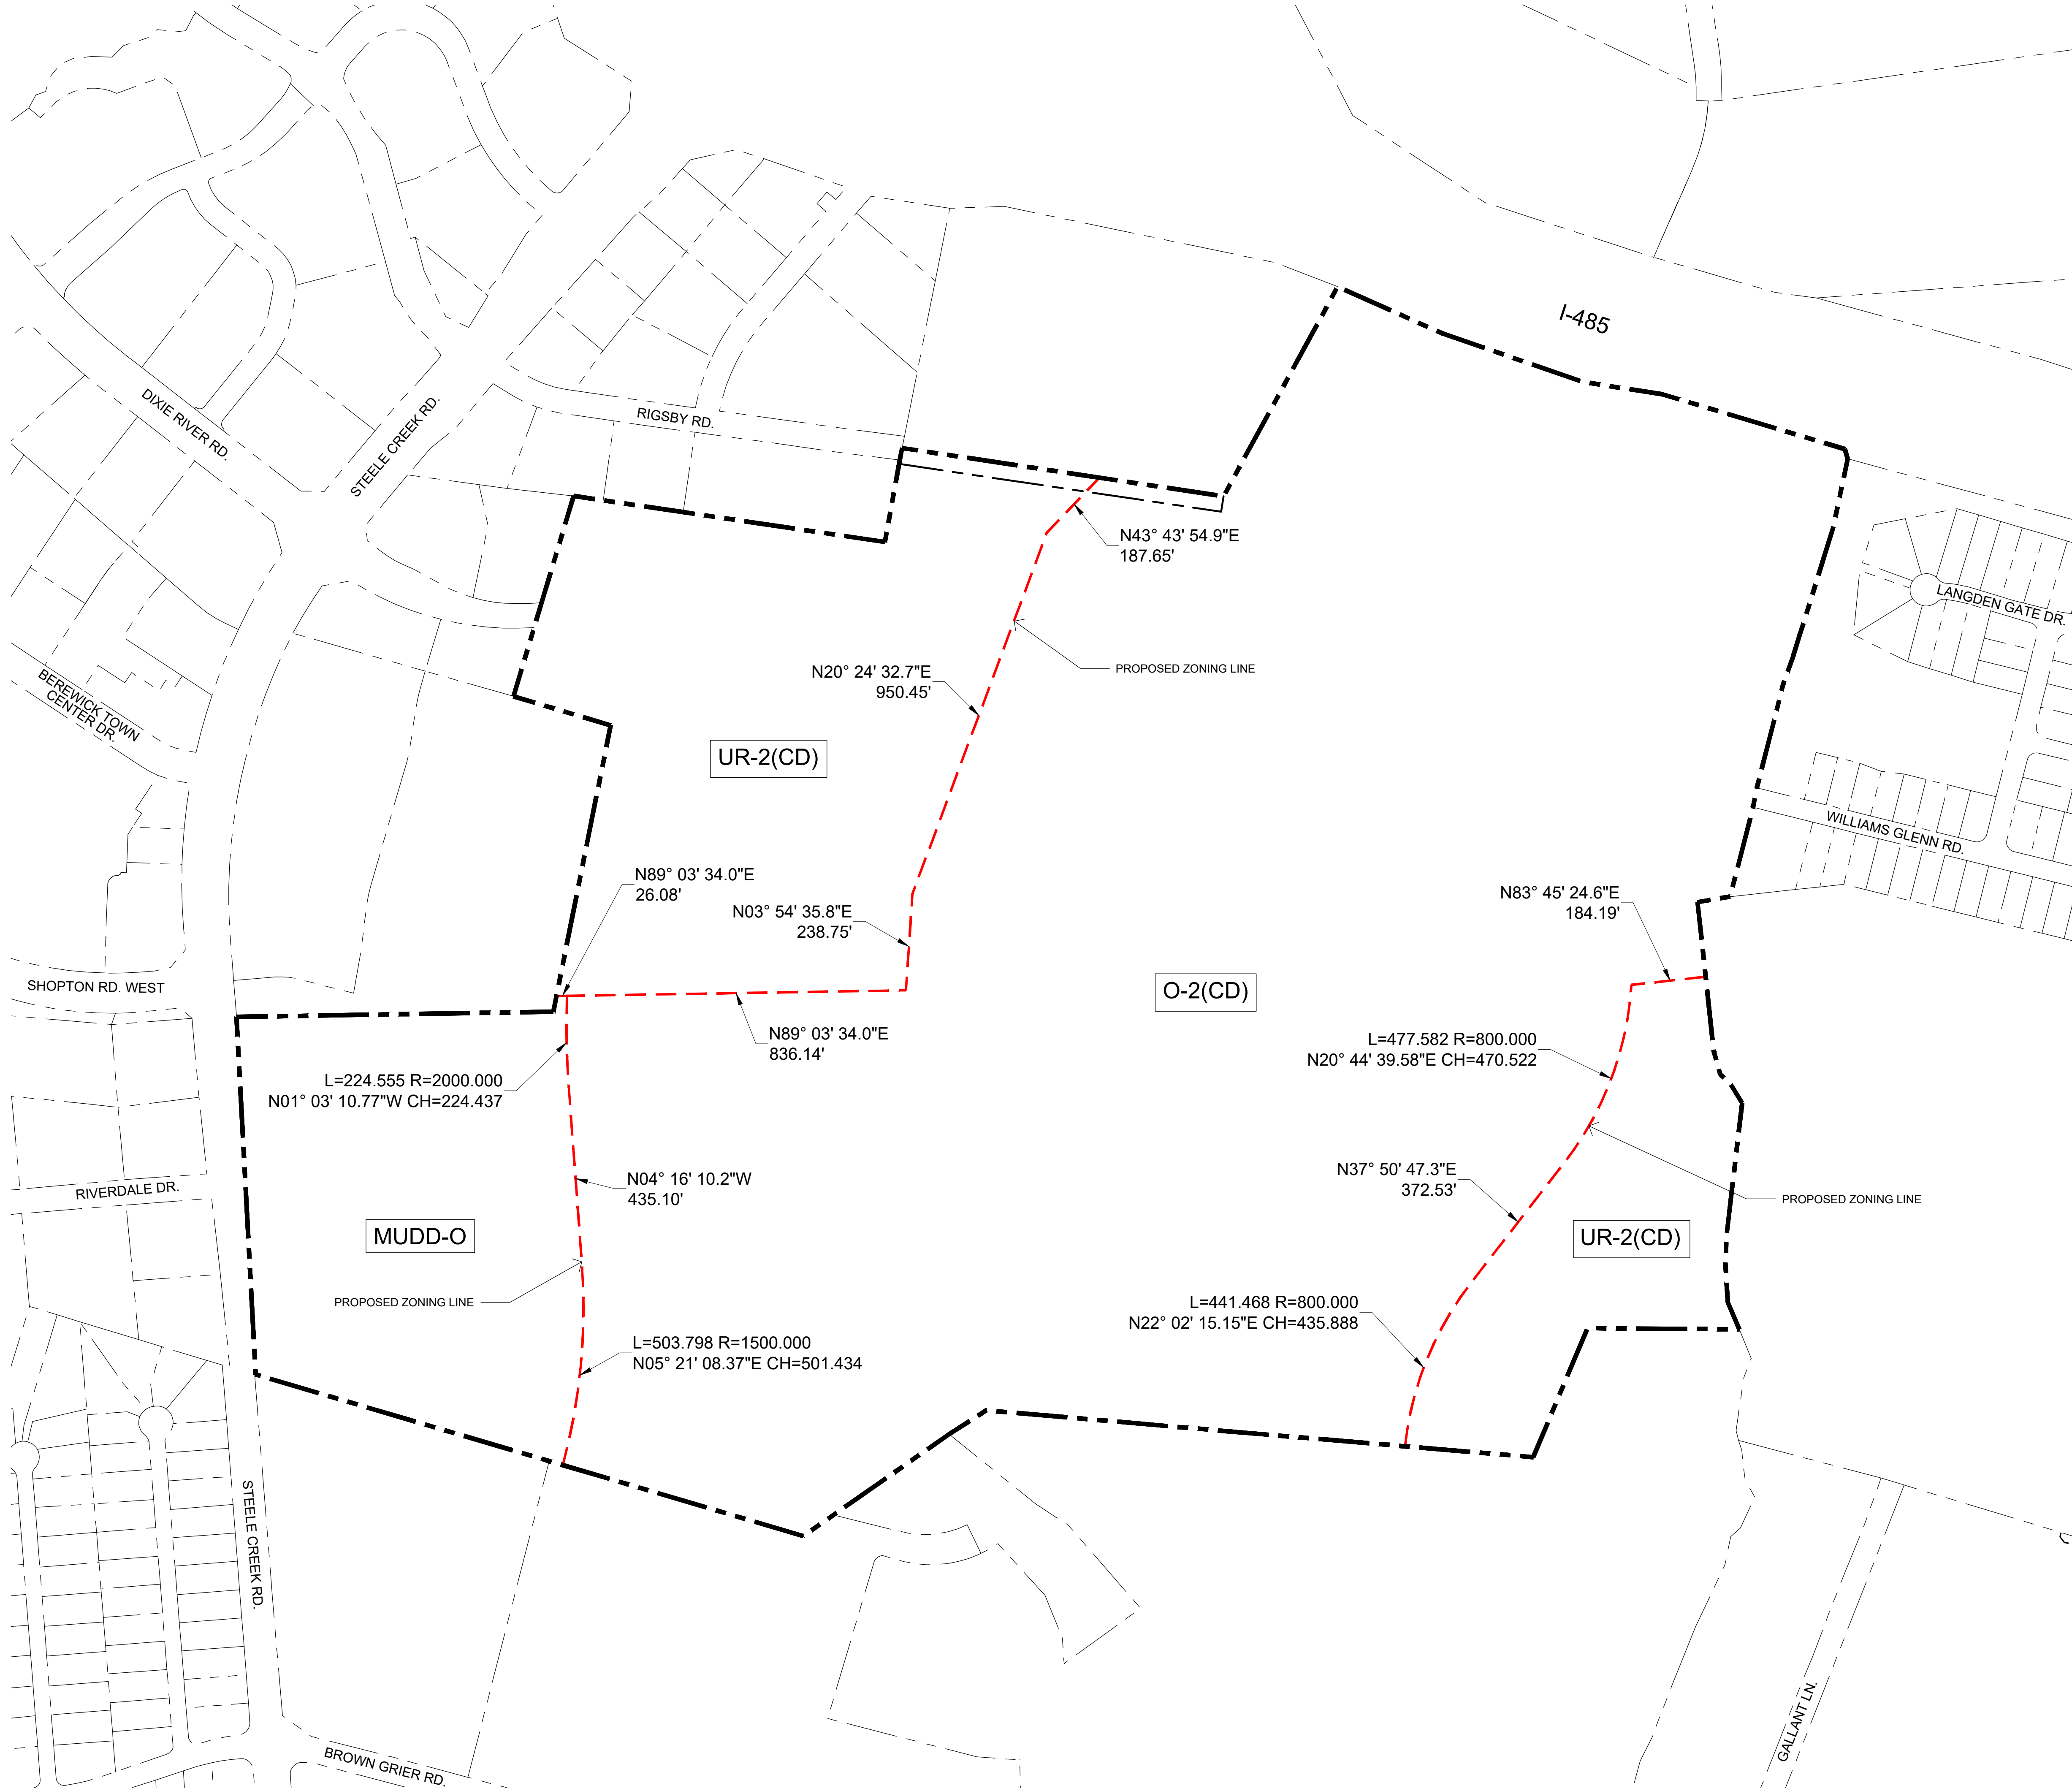 I-485
DIXIE RIVER RD.
STEELE CREEK RD.
RIGSBY RD.
N43° 43' 54.9"E
187.65'
LANGDEN GATE DR.
PROPOSED ZONING LINE
N20° 24' 32.7"E
950.45'
BEREWICK TOWN
CENTER DR.
UR-2(CD)
WILLIAMS GLENN RD.
N89° 03' 34.0"E
26.08'
N03° 54' 35.8"E
238.75'
N83° 45' 24.6"E
184.19'
SHOPTON RD. WEST
O-2(CD)
N89° 03' 34.0"E
836.14'
L=477.582 R=800.000
N20° 44' 39.58"E CH=470.522
L=224.555 R=2000.000
N01° 03' 10.77"W CH=224.437
N04° 16' 10.2"W
435.10'
N37° 50' 47.3"E
372.53'
RIVERDALE DR.
PROPOSED ZONING LINE
MUDD-O
UR-2(CD)
PROPOSED ZONING LINE
L=441.468 R=800.000
N22° 02' 15.15"E CH=435.888
L=503.798 R=1500.000
N05° 21' 08.37"E CH=501.434
STEELE CREEK RD.
GALLANT LN.
BROWN GRIER RD.